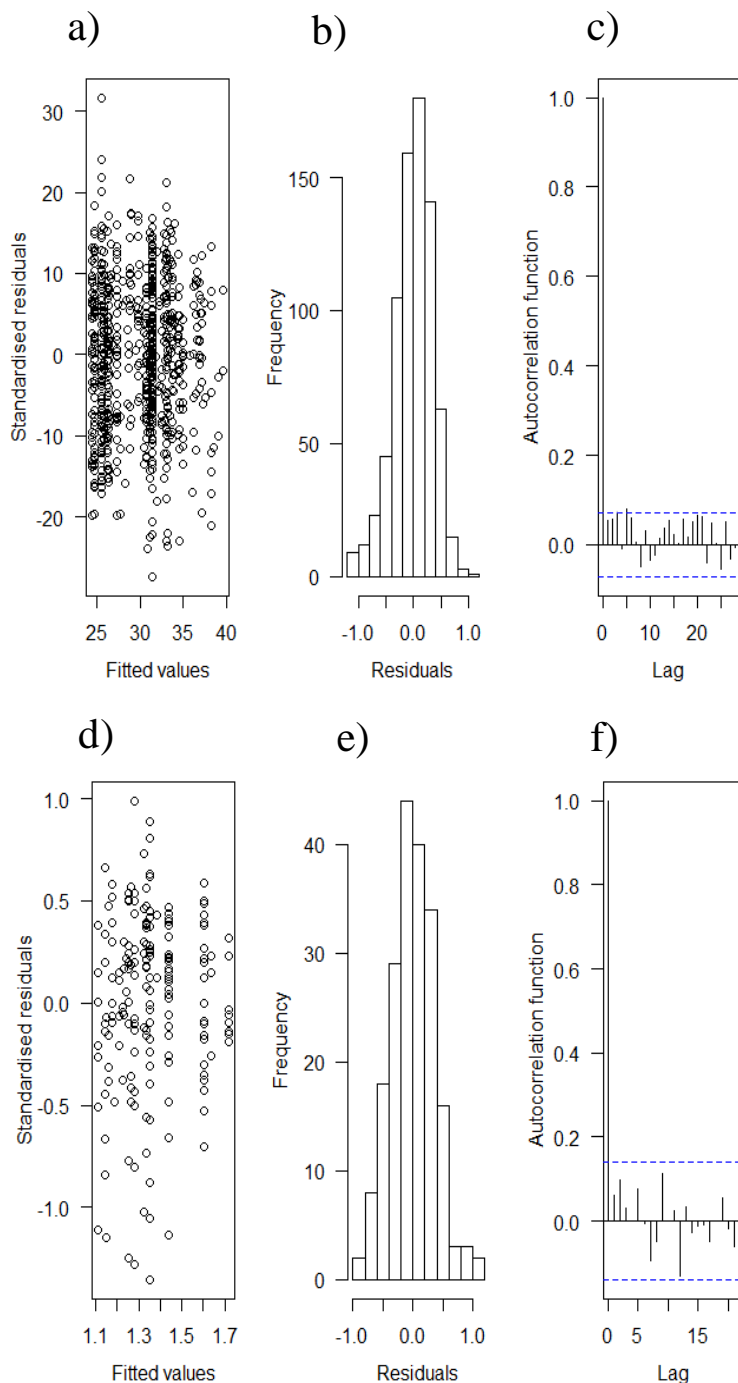 a)
b)
c)
Standardised residuals
30
20
10
0
-10
-20
25 30 35 40
Fitted values
Frequency
150
100
50
0
-1.0 0.0 1.0
Residuals
Autocorrelation function
1.0
0.8
0.6
0.4
0.2
0.0
0 10 20
Lag
d)
e)
f)
Standardised residuals
1.0
0.5
0.0
-0.5
-1.0
1.1 1.3 1.5 1.7
Fitted values
Frequency
40
30
20
10
0
-1.0 0.0 1.0
Residuals
Autocorrelation function
1.0
0.8
0.6
0.4
0.2
0.0
0 5 15
Lag